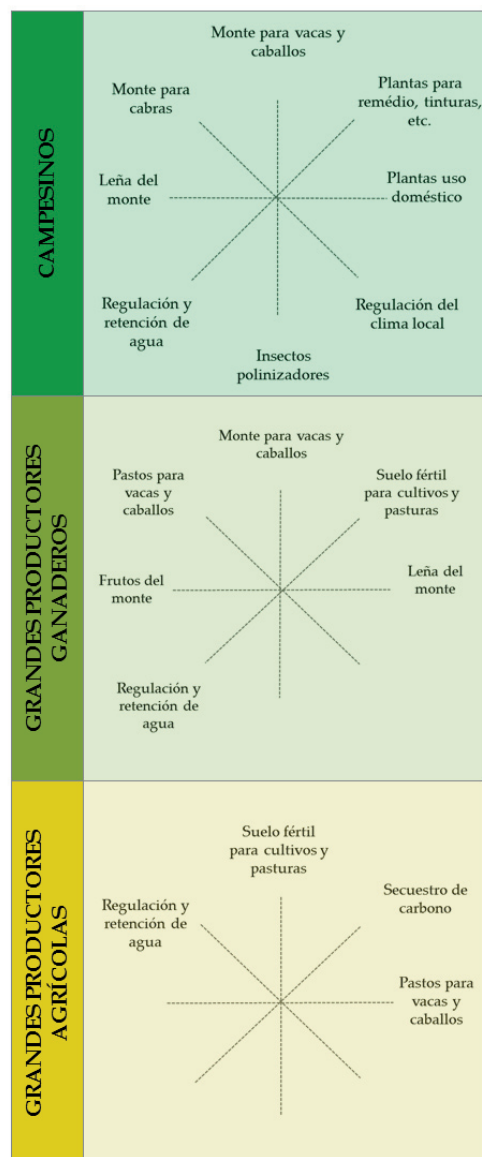 CAMPESINOS
Monte para vacas y
caballos
Monte para
cabras
Plantas para
remédio, tinturas,
etc.
Leña del
monte
Plantas uso
doméstico
Regulación y
retención de
agua
Regulación del
clima local
Insectos
polinizadores
GRANDES PRODUCTORES
GANADEROS
Monte para vacas y
caballos
Pastos para
vacas y
caballos
Suelo fértil
para cultivos y
pasturas
Frutos del
monte
Leña del
monte
Regulación y
retención de
agua
GRANDES PRODUCTORES
AGRÍCOLAS
Suelo fértil
para cultivos y
pasturas
Regulación y
retención de
agua
Secuestro de
carbono
Pastos para
vacas y
caballos